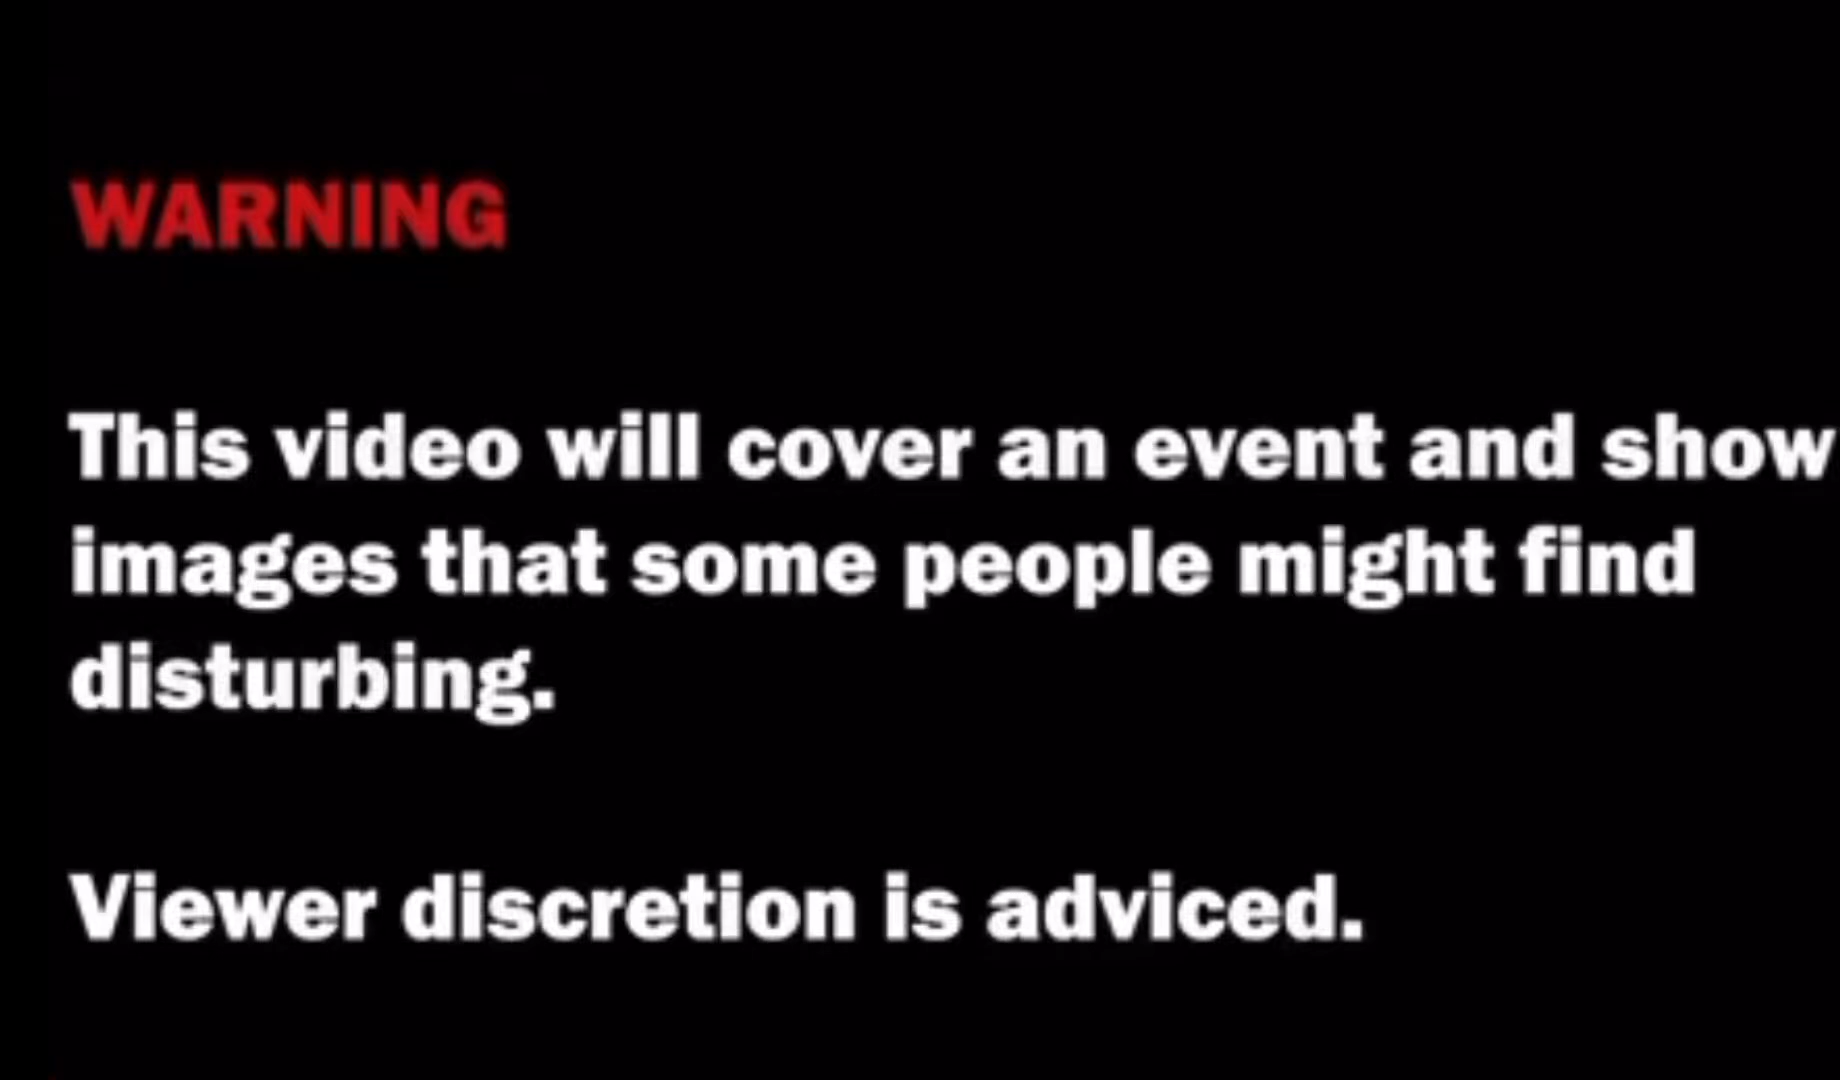 WARNING
This video will cover an event and show
images that some people might find
disturbing.
Viewer discretion is adviced.